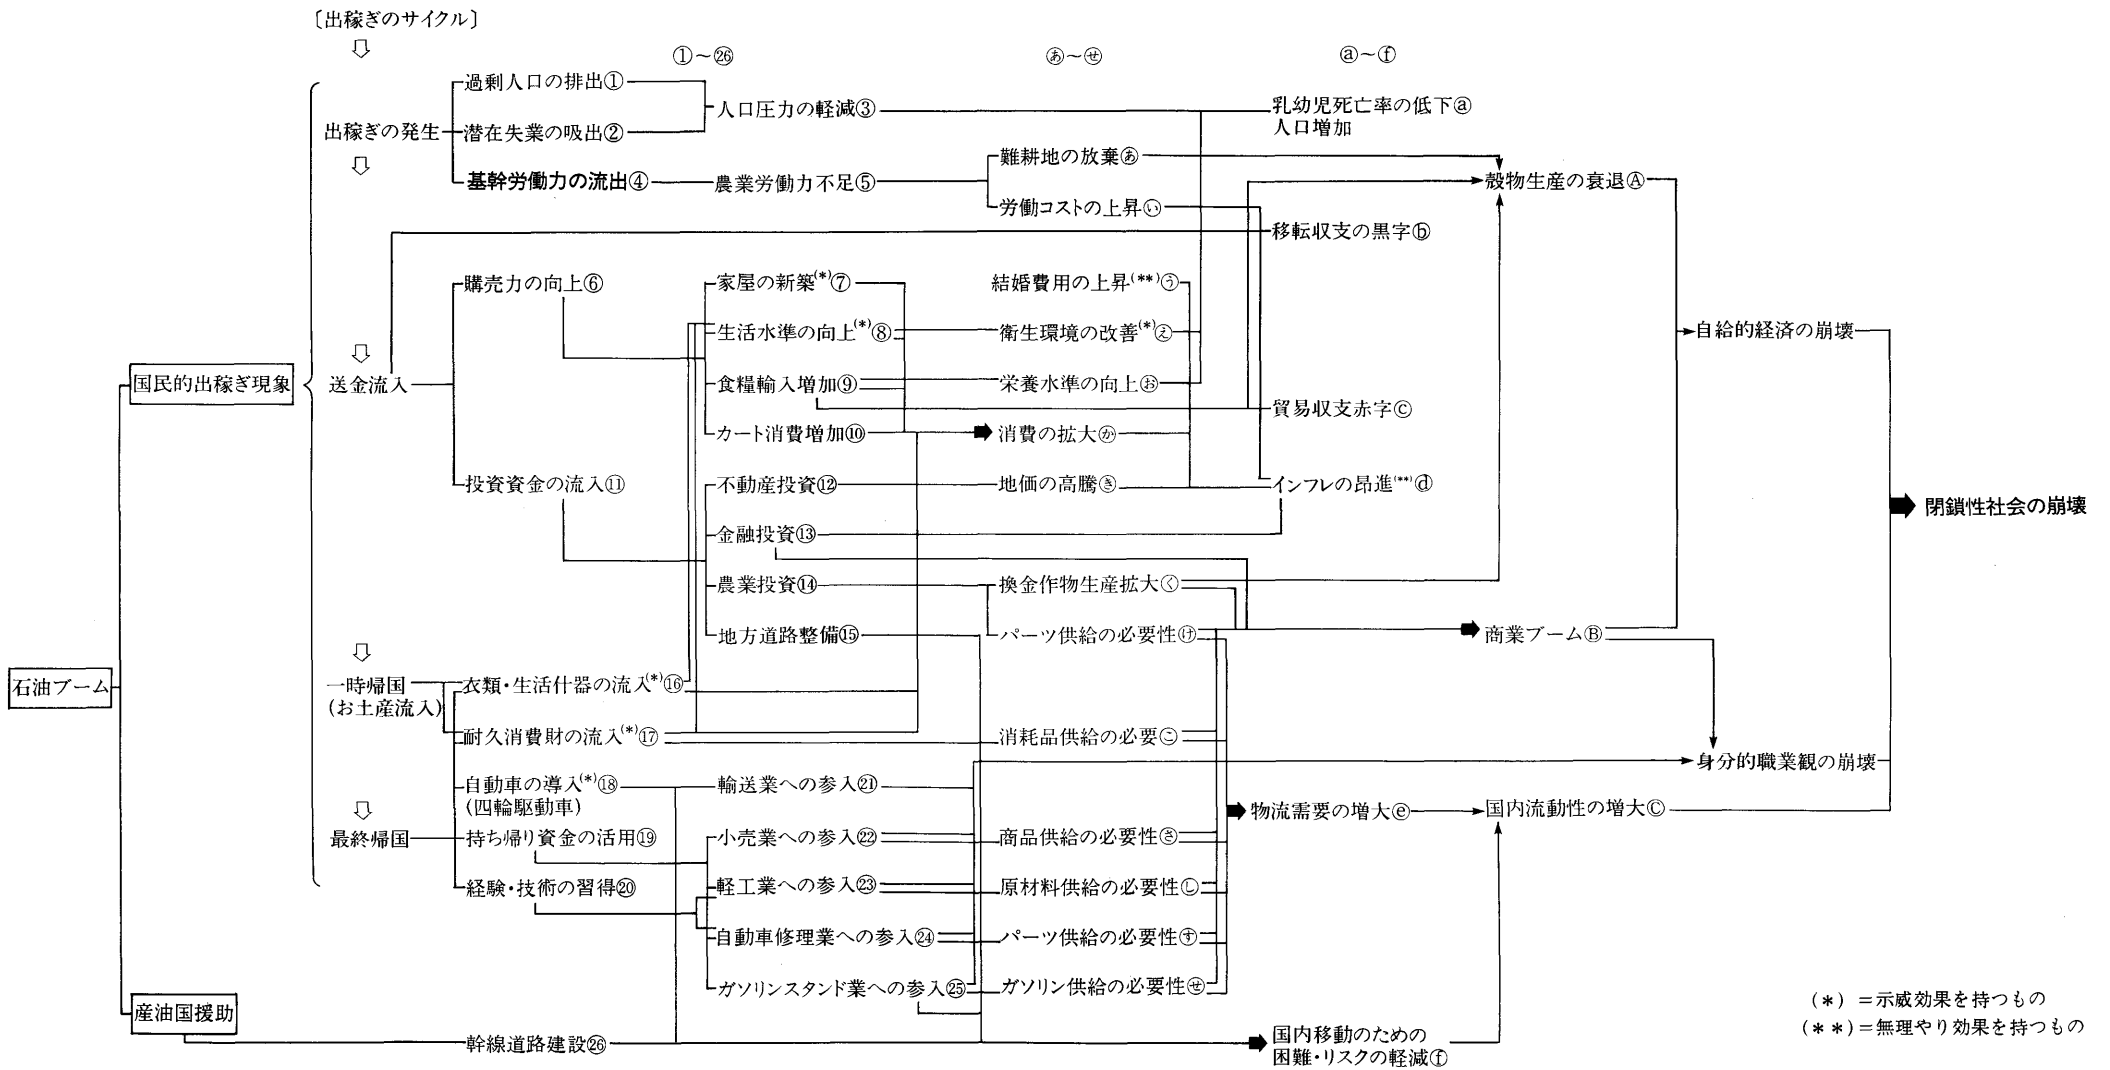 〔出稼ぎのサイクル〕
①～㉖
あ～せ
ⓐ～ⓕ
過剰人口の排出①
人口圧力の軽減③
乳幼児死亡率の低下ⓐ
人口増加
出稼ぎの発生
潜在失業の吸出②
難耕地の放棄あ
基幹労働力の流出④
農業労働力不足⑤
穀物生産の衰退Ⓐ
労働コストの上昇い
移転収支の黒字ⓑ
購売力の向上⑥
家屋の新築(*)⑦
結婚費用の上昇(**)う
生活水準の向上(*)⑧
衛生環境の改善(*)え
自給的経済の崩壊
国民的出稼ぎ現象
送金流入
食糧輸入増加⑨
栄養水準の向上お
貿易収支赤字ⓒ
カート消費増加⑩
消費の拡大か
投資資金の流入⑪
不動産投資⑫
地価の高騰き
インフレの昂進(**)ⓓ
閉鎖性社会の崩壊
金融投資⑬
農業投資⑭
換金作物生産拡大く
地方道路整備⑮
パーツ供給の必要性け
商業ブームⒷ
石油ブーム
一時帰国
(お土産流入)
衣類・生活什器の流入(*)⑯
耐久消費財の流入(*)⑰
消耗品供給の必要こ
身分的職業観の崩壊
自動車の導入(*)⑱
(四輪駆動車)
輸送業への参入㉑
物流需要の増大ⓔ
国内流動性の増大Ⓒ
最終帰国
持ち帰り資金の活用⑲
小売業への参入㉒
商品供給の必要性さ
経験・技術の習得⑳
軽工業への参入㉓
原材料供給の必要性し
自動車修理業への参入㉔
パーツ供給の必要性す
ガソリンスタンド業への参入㉕
ガソリン供給の必要性せ
産油国援助
幹線道路建設㉖
国内移動のための
困難・リスクの軽減ⓕ
(*)＝示威効果を持つもの
(**)＝無理やり効果を持つもの